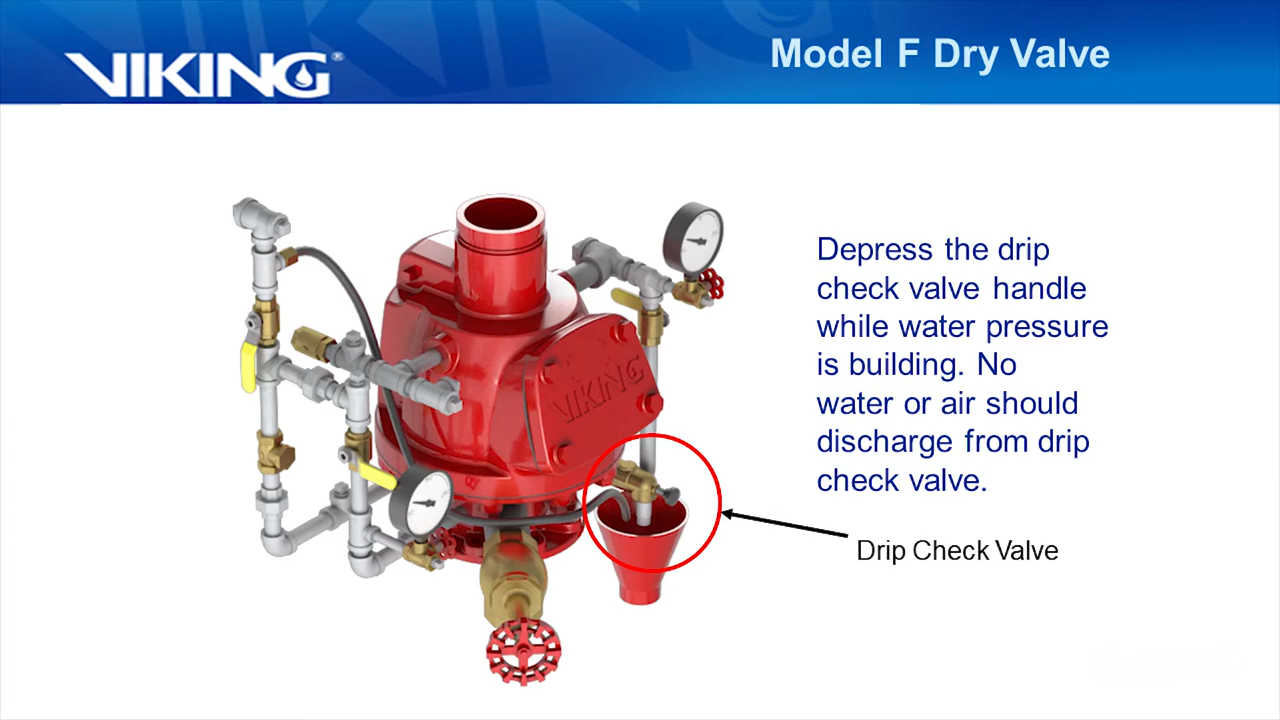 VIKING®
Model F Dry Valve
Depress the drip
check valve handle
while water pressure
is building. No
water or air should
discharge from drip
check valve.
VIKING
Drip Check Valve